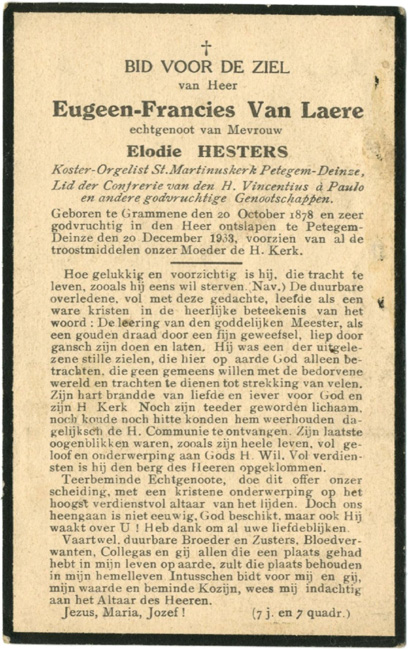 †
BID VOOR DE ZIEL
van Heer
Eugeen-Francies Van Laere
echtgenoot van Mevrouw
Elodie HESTERS
Koster-Orgelist St. Martinuskerk Petegem-Deinze,
Lid der Confrerie van den H. Vincentius à Paulo
en andere godvruchtige Genootschappen.
Geboren te Grammene den 20 October 1878 en zeer
godvruchtig in den Heer ontslapen te Petegem-
Deinze den 20 December 1933, voorzien van al de
troostmiddelen onzer Moeder de H. Kerk.
Hoe gelukkig en voorzichtig is hij, die tracht te
leven, zooals hij eens wil sterven. (Nav.) De duurbare
overledene, vol met deze gedachte, leefde als een
ware kristen in de heerlijke beteekenis van het
woord : De leering van den goddelijken Meester, als
een gouden draad door een fijn geweefsel, liep door
gansch zijn doen en laten. Hij was een der uitgele-
zene stille zielen, die hier op aarde God alleen be-
trachten, die geen gemeens willen met de bedorvene
wereld en trachten te dienen tot strekking van velen.
Zijn hart brandde van liefde en iever voor God en
zijn H Kerk Noch zijn teeder geworden lichaam,
noch koude noch hitte konden hem weerhouden da-
gelijksch de H. Communie te ontvangen. Zijn laatste
oogenblikken waren, zooals zijn heele leven, vol ge-
loof en onderwerping aan Gods H. Wil. Vol verdien-
sten is hij den berg des Heeren opgeklommen.
Teerbeminde Echtgenoote, doe dit offer onzer
scheiding, met een kristene onderwerping op het
hoogst verdienstvol altaar van het lijden. Doch ons
heengaan is niet eeuwig, God beschikt, maar ook Hij
waakt over U ! Heb dank om al uwe liefdeblijken.
Vaartwel, duurbare Broeder en Zusters, Bloedver-
wanten, Collegas en gij allen die een plaats gehad
hebt in mijn leven op aarde, zult die plaats behouden
in mijn hemelleven Intusschen bidt voor mij en gij,
mijn waarde en beminde Kozijn, wees mij indachtig
aan het Altaar des Heeren.
Jezus, Maria, Jozef ! (7 j. en 7 quadr.)